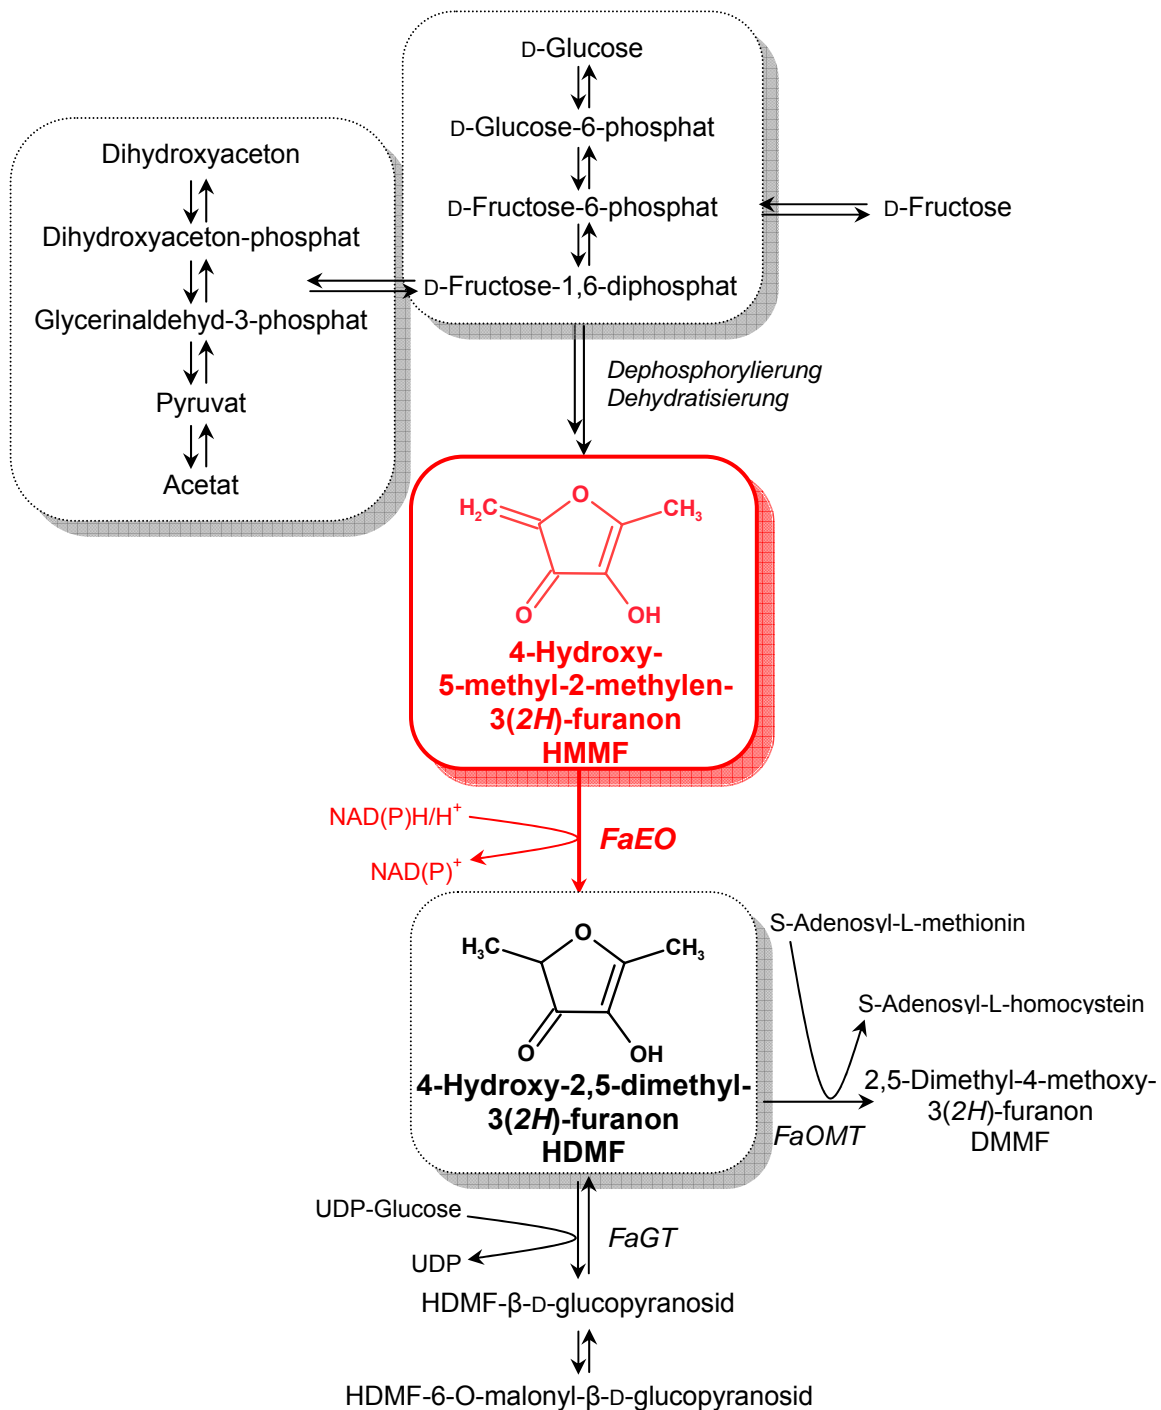 D-Glucose
D-Glucose-6-phosphat
D-Fructose-6-phosphat
D-Fructose-1,6-diphosphat
D-Fructose
Dihydroxyaceton
Dihydroxyaceton-phosphat
Glycerinaldehyd-3-phosphat
Pyruvat
Acetat
Dephosphorylierung
Dehydratisierung
O
H₂C
CH₃
O
OH
4-Hydroxy-
5-methyl-2-methylen-
3(2H)-furanon
HMMF
NAD(P)H/H⁺
FaEO
NAD(P)⁺
O
H₃C
CH₃
O
OH
4-Hydroxy-2,5-dimethyl-
3(2H)-furanon
HDMF
S-Adenosyl-L-methionin
S-Adenosyl-L-homocystein
2,5-Dimethyl-4-methoxy-
3(2H)-furanon
DMMF
FaOMT
UDP-Glucose
FaGT
UDP
HDMF-β-D-glucopyranosid
HDMF-6-O-malonyl-β-D-glucopyranosid